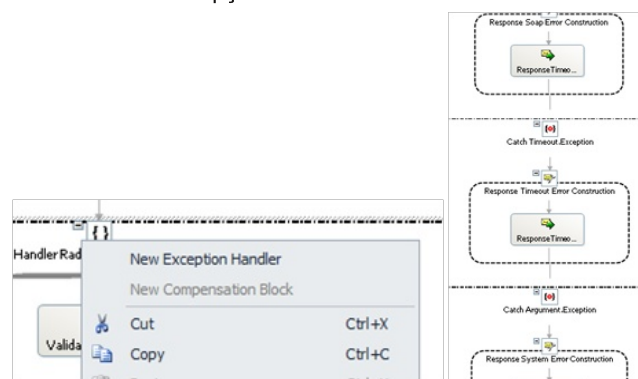 Response Soap Error Construction
ResponseTimeo...
Catch Timeout.Exception
Response Timeout Error Construction
ResponseTimeo...
Catch Argument.Exception
Response System Error Construction
HandlerRad
New Exception Handler
New Compensation Block
Valida
Cut Ctrl+X
Copy Ctrl+C